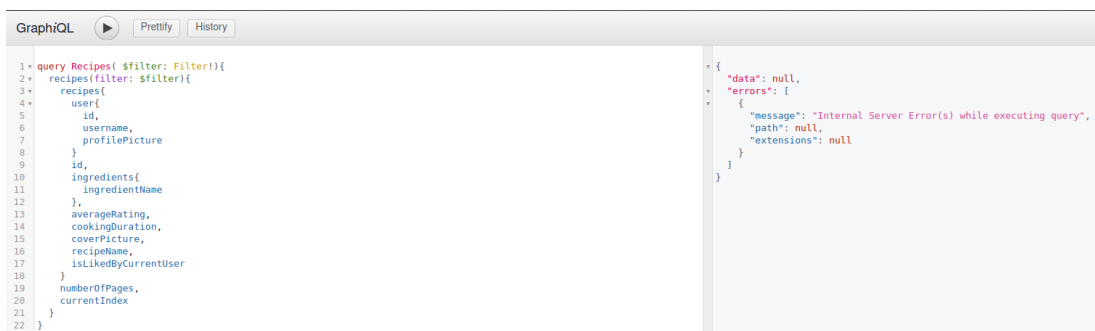 GraphiQL Prettify History
1 query Recipes( $filter: Filter!){
2 recipes(filter: $filter){
3 recipes{
4 user{
5 id,
6 username,
7 profilePicture
8 }
9 id,
10 ingredients{
11 ingredientName
12 },
13 averageRating,
14 cookingDuration,
15 coverPicture,
16 recipeName,
17 isLikedByCurrentUser
18 }
19 numberOfPages,
20 currentIndex
21 }
22 }
{
"data": null,
"errors": [
{
"message": "Internal Server Error(s) while executing query",
"path": null,
"extensions": null
}
]
}